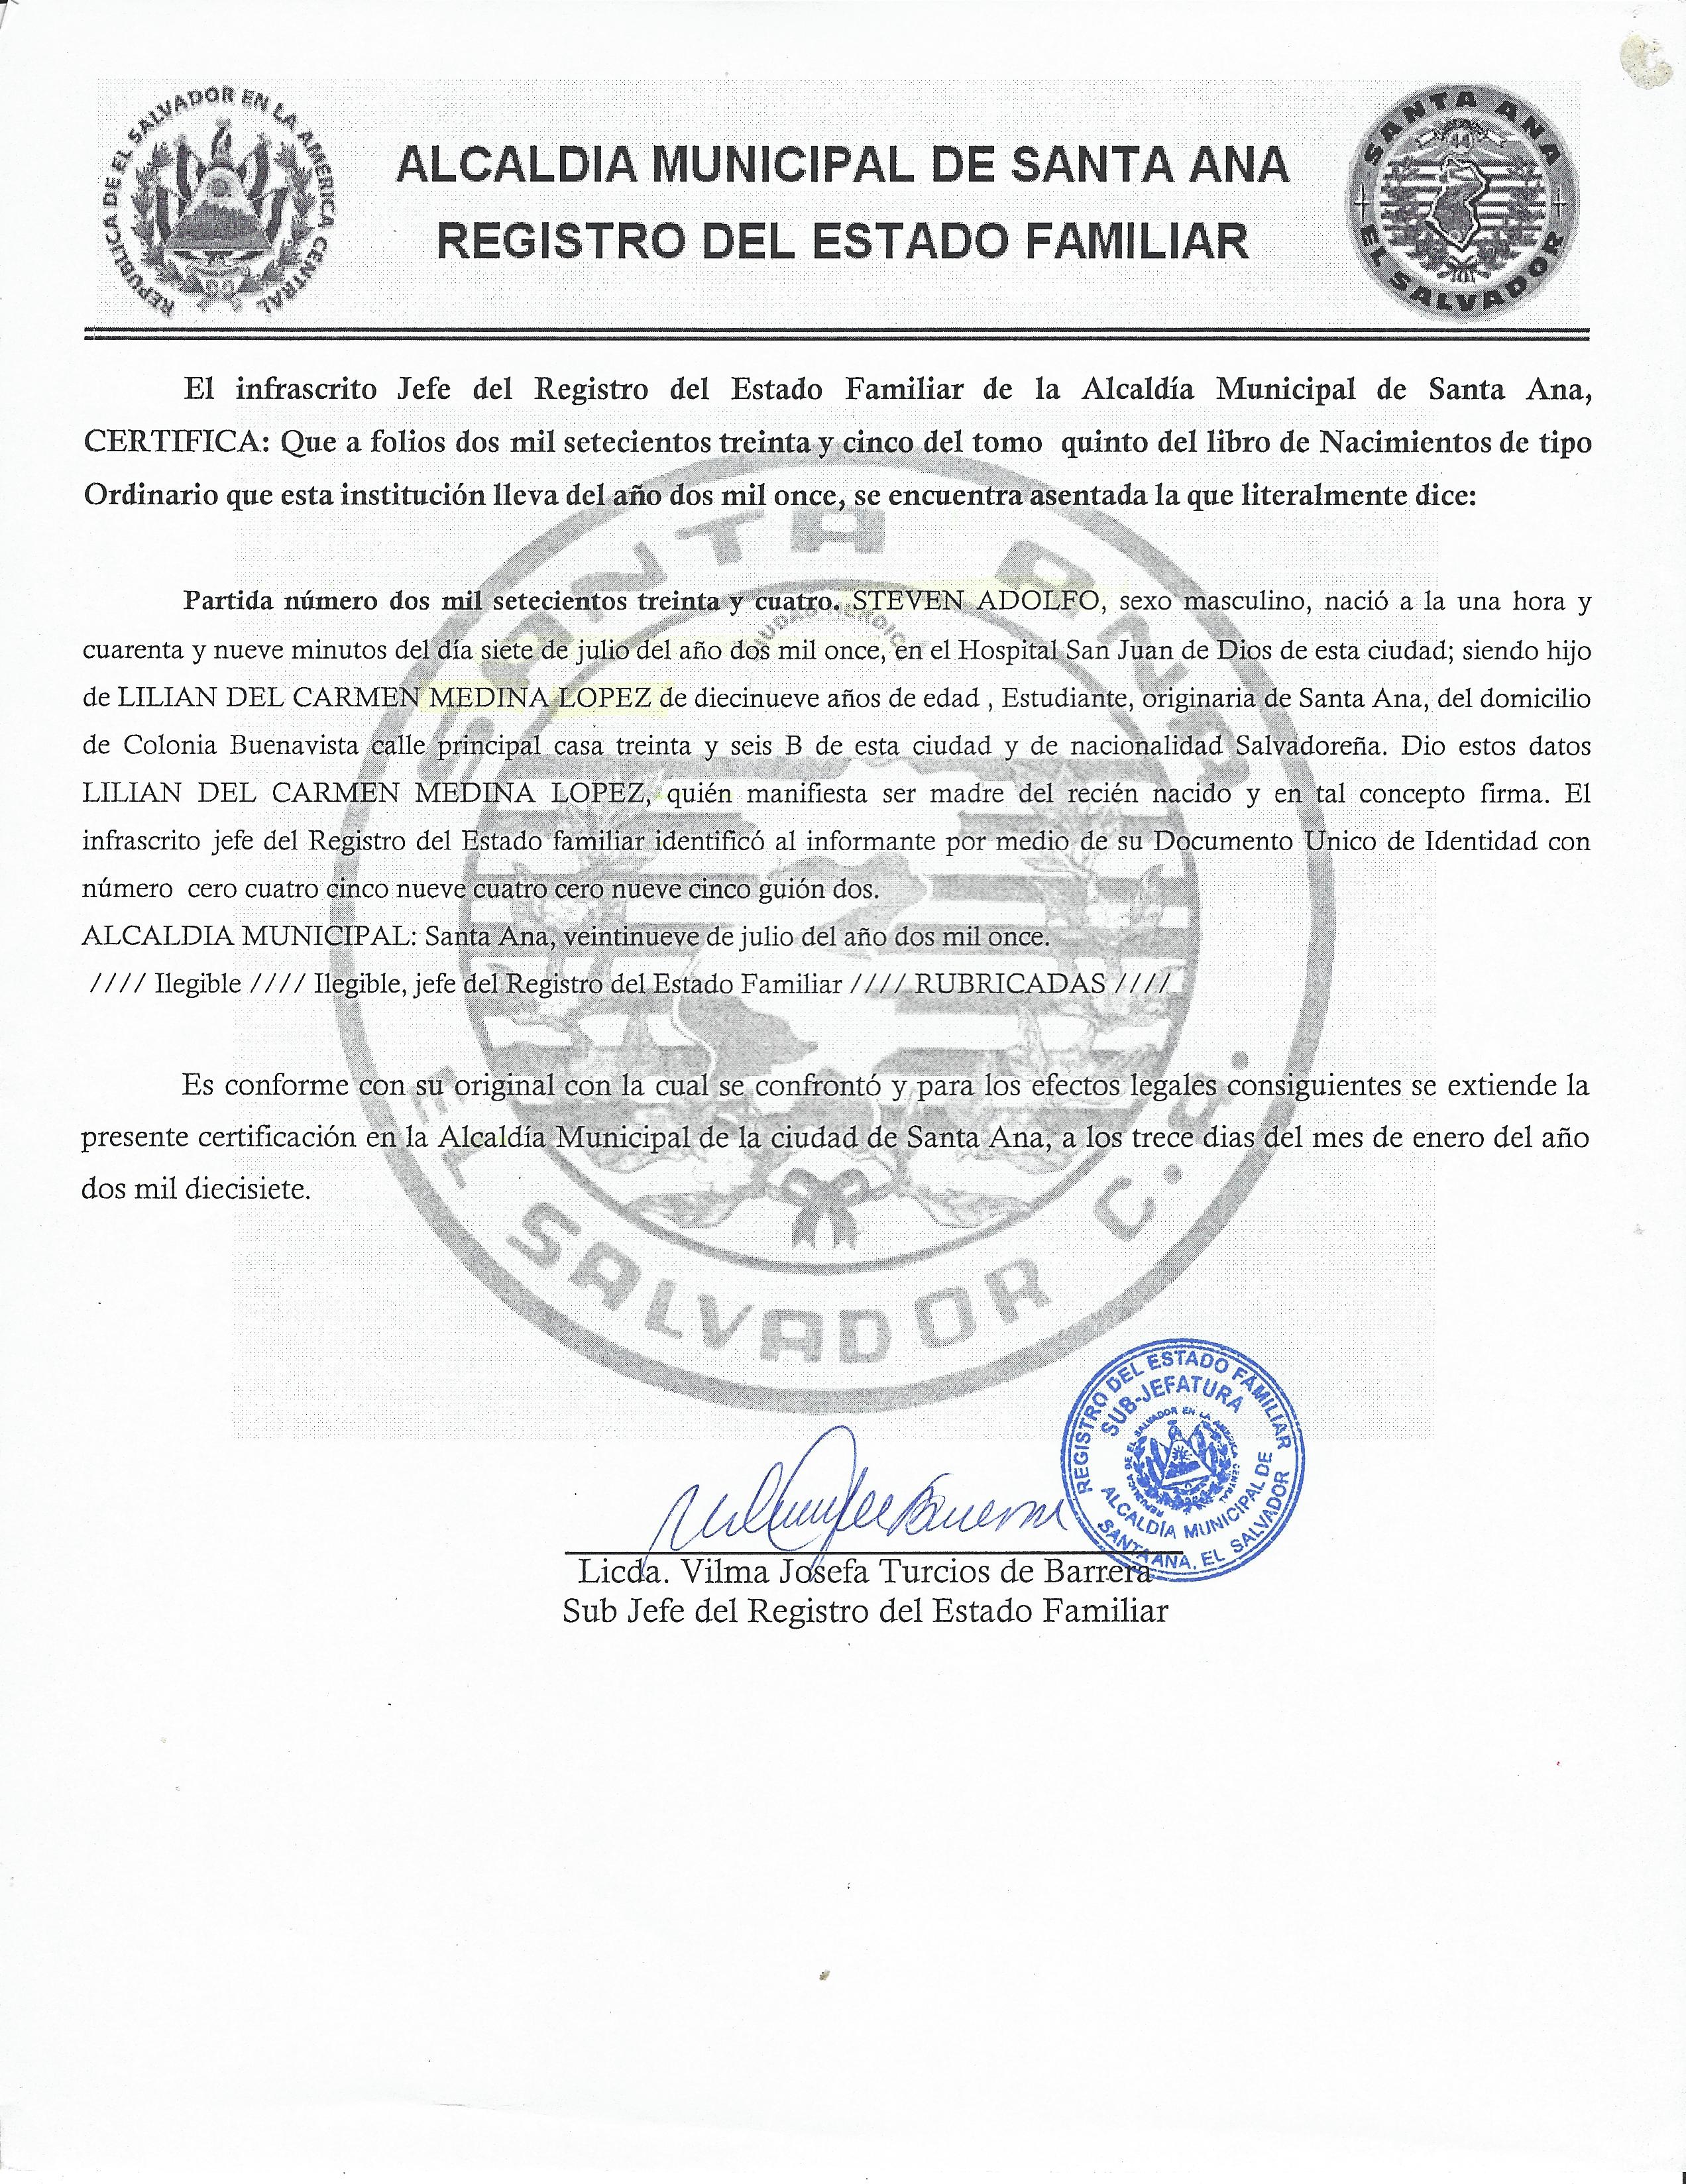 REPUBLICA DE EL SALVADOR EN LA AMERICA CENTRAL
ALCALDIA MUNICIPAL DE SANTA ANA
REGISTRO DEL ESTADO FAMILIAR
SANTA ANA
44
EL SALVADOR
El infrascrito Jefe del Registro del Estado Familiar de la Alcaldía Municipal de Santa Ana,
CERTIFICA: Que a folios dos mil setecientos treinta y cinco del tomo quinto del libro de Nacimientos de tipo
Ordinario que esta institución lleva del año dos mil once, se encuentra asentada la que literalmente dice:
Partida número dos mil setecientos treinta y cuatro. STEVEN ADOLFO, sexo masculino, nació a la una hora y
cuarenta y nueve minutos del día siete de julio del año dos mil once, en el Hospital San Juan de Dios de esta ciudad; siendo hijo
de LILIAN DEL CARMEN MEDINA LOPEZ de diecinueve años de edad , Estudiante, originaria de Santa Ana, del domicilio
de Colonia Buenavista calle principal casa treinta y seis B de esta ciudad y de nacionalidad Salvadoreña. Dio estos datos
LILIAN DEL CARMEN MEDINA LOPEZ, quién manifiesta ser madre del recién nacido y en tal concepto firma. El
infrascrito jefe del Registro del Estado familiar identificó al informante por medio de su Documento Unico de Identidad con
número cero cuatro cinco nueve cuatro cero nueve cinco guión dos.
ALCALDIA MUNICIPAL: Santa Ana, veintinueve de julio del año dos mil once.
//// Ilegible //// Ilegible, jefe del Registro del Estado Familiar //// RUBRICADAS ////
Es conforme con su original con la cual se confrontó y para los efectos legales consiguientes se extiende la
presente certificación en la Alcaldía Municipal de la ciudad de Santa Ana, a los trece dias del mes de enero del año
dos mil diecisiete.
SANTA ANA
CIUDAD HEROICA
EL SALVADOR C. C.
REGISTRO DEL ESTADO FAMILIAR
SUB-JEFATURA
REPUBLICA DE EL SALVADOR EN LA AMERICA CENTRAL
ALCALDÍA MUNICIPAL DE
SANTA ANA, EL SALVADOR
Licda. Vilma Josefa Turcios de Barrera
Sub Jefe del Registro del Estado Familiar